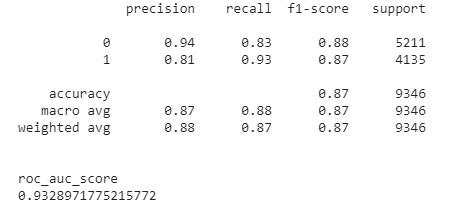 precision recall f1-score support
0 0.94 0.83 0.88 5211
1 0.81 0.93 0.87 4135
accuracy 0.87 9346
macro avg 0.87 0.88 0.87 9346
weighted avg 0.88 0.87 0.87 9346
roc_auc_score
0.9328971775215772